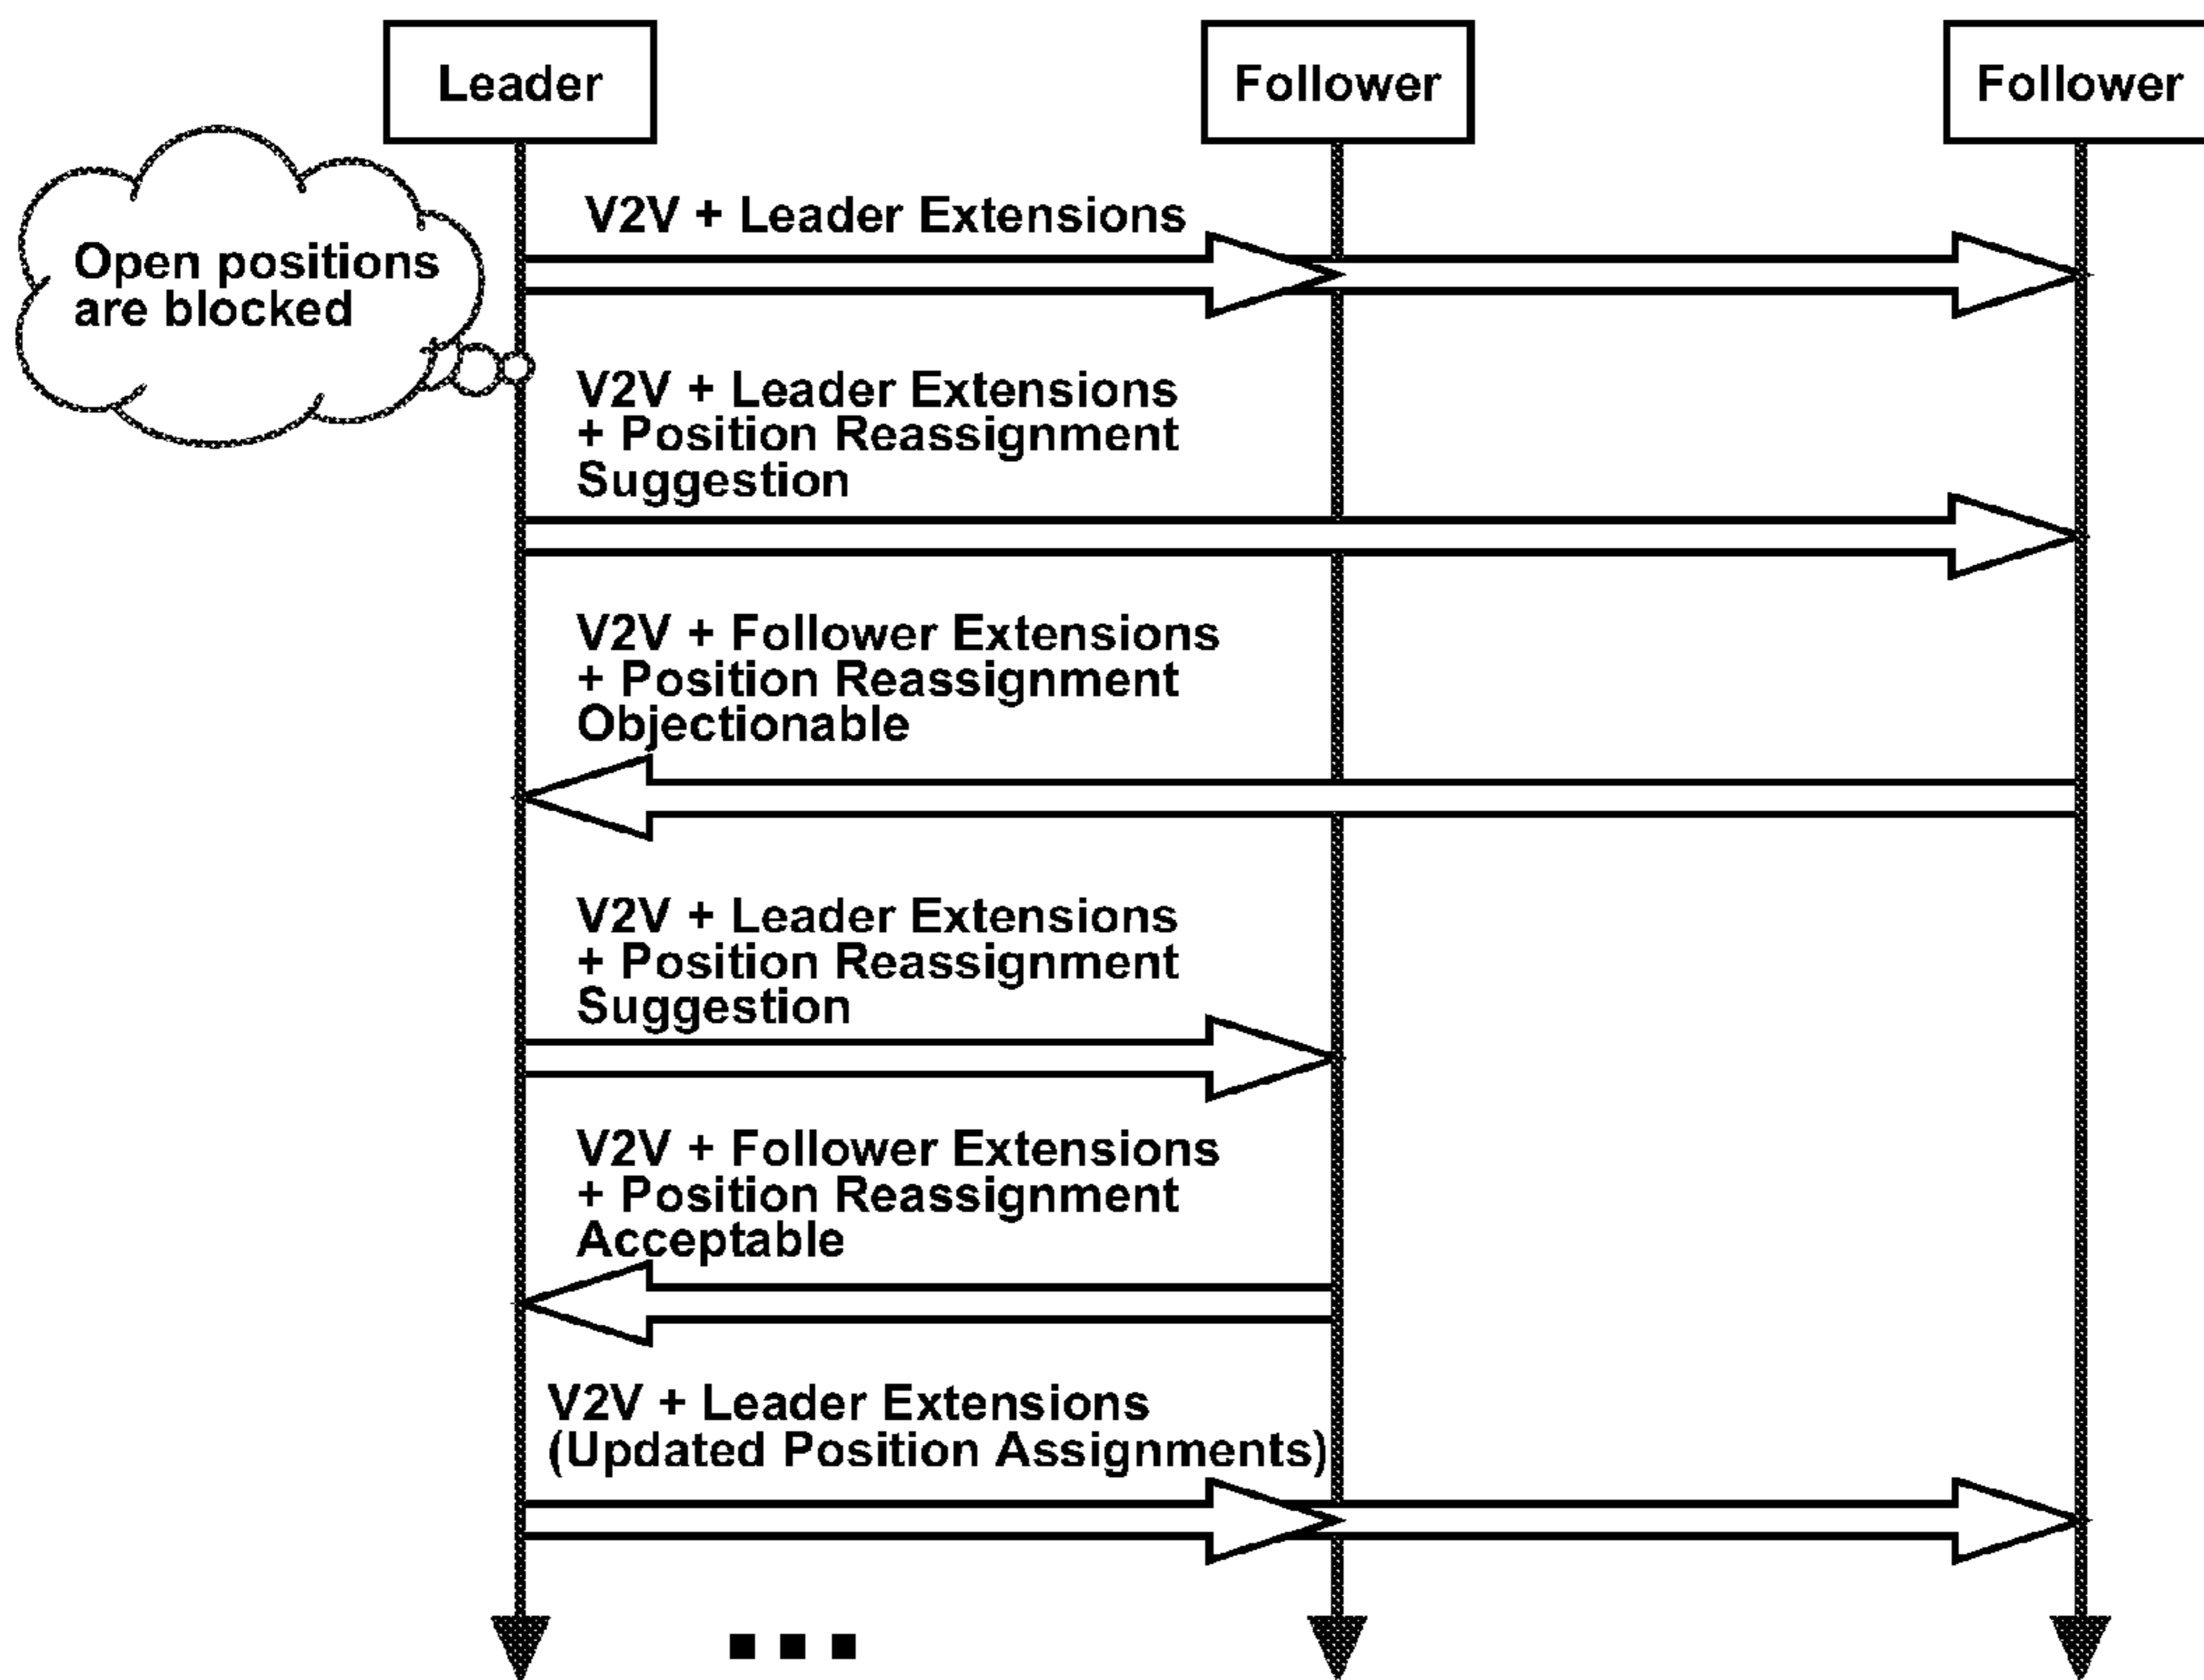 Leader
Follower
Follower
V2V + Leader Extensions
Open positions
are blocked
V2V + Leader Extensions
+ Position Reassignment
Suggestion
V2V + Follower Extensions
+ Position Reassignment
Objectionable
V2V + Leader Extensions
+ Position Reassignment
Suggestion
V2V + Follower Extensions
+ Position Reassignment
Acceptable
V2V + Leader Extensions
(Updated Position Assignments)
...